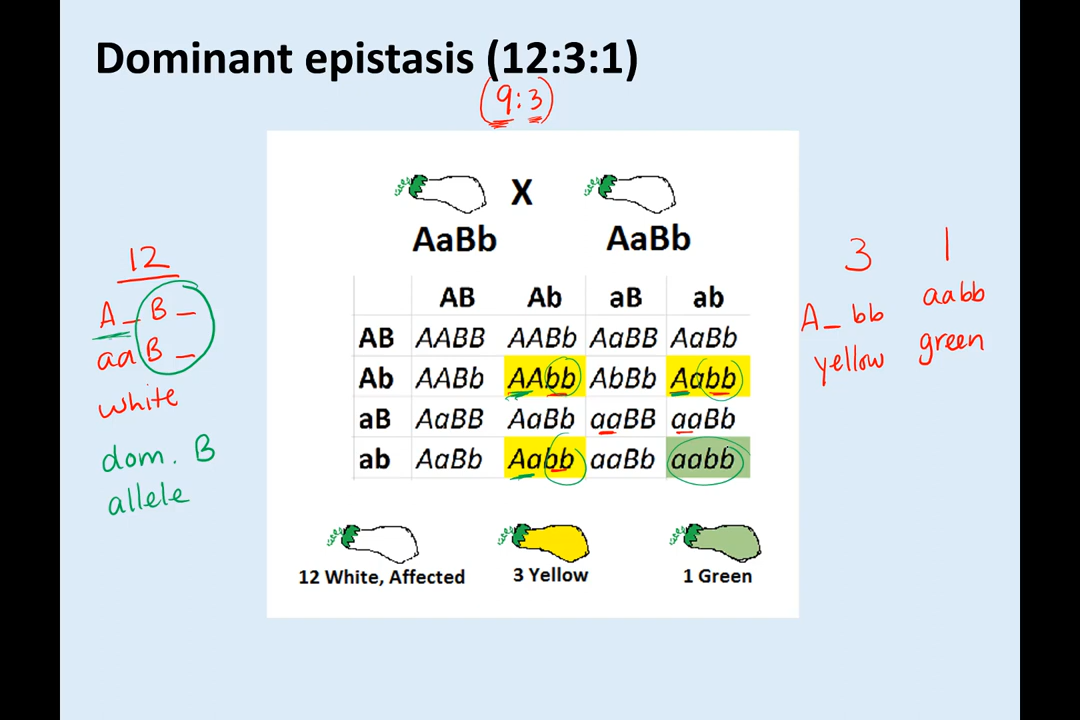 Dominant epistasis (12:3:1)
(9:3)
X
AaBb AaBb
AB Ab aB ab
AB AABB AABb AaBB AaBb
Ab AABb AAbb AbBb Aabb
aB AaBB AaBb aaBB aaBb
ab AaBb Aabb aaBb aabb
12 White, Affected 3 Yellow 1 Green
12
A_B_
aaB_
white
dom. B
allele
3
A_bb
yellow
1
aabb
green